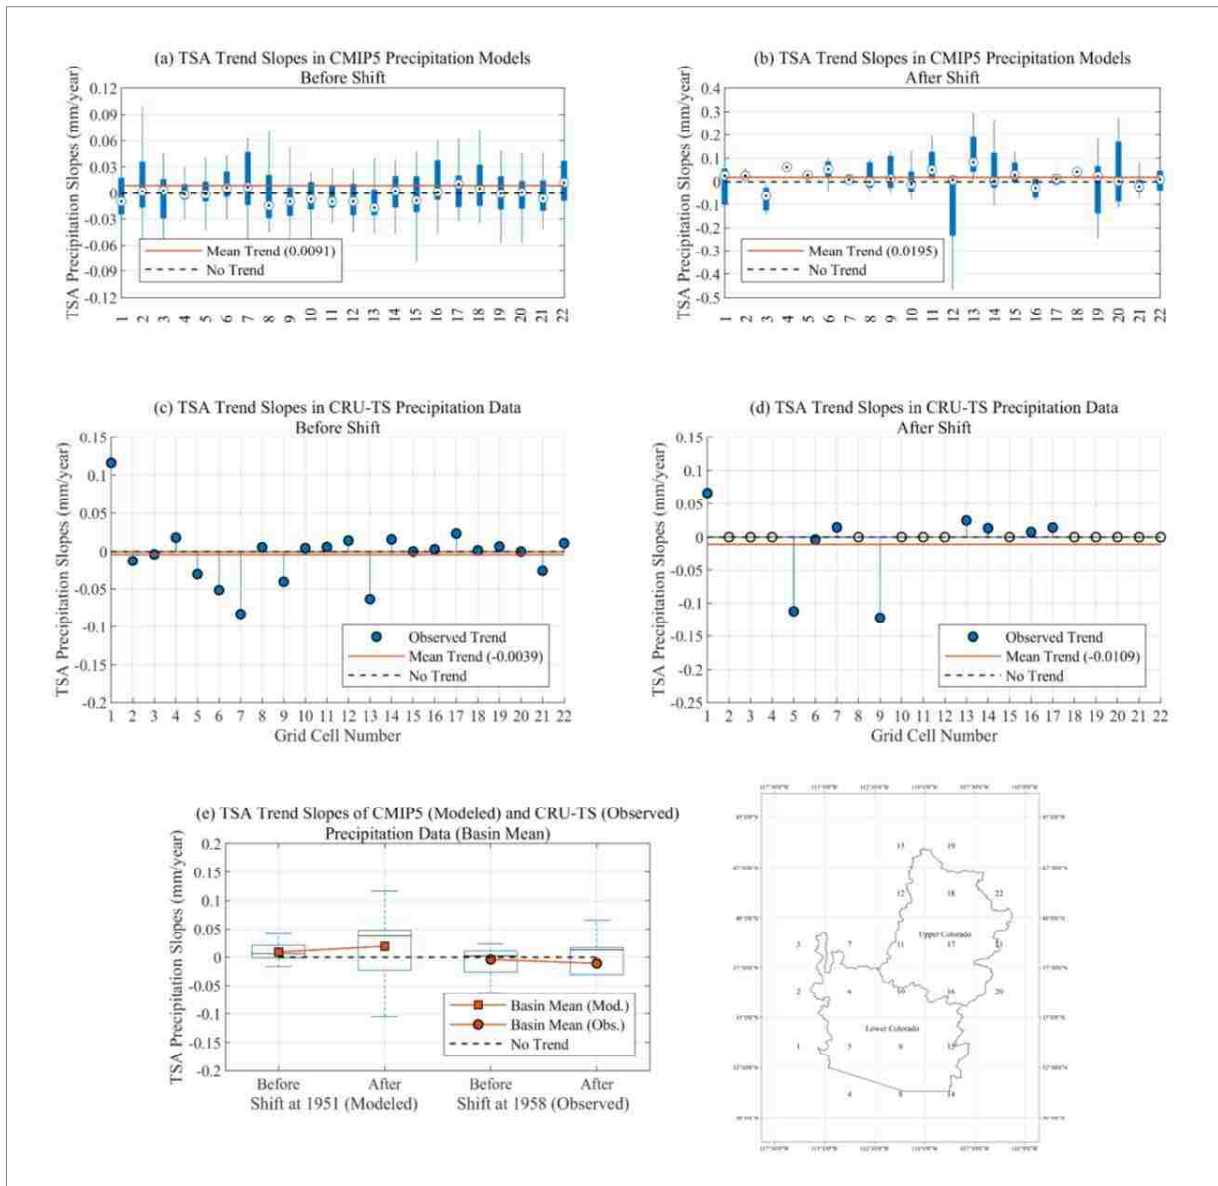 (a) TSA Trend Slopes in CMIP5 Precipitation Models
Before Shift
TSA Precipitation Slopes (mm/year)
0.12
0.09
0.06
0.03
0
-0.03
-0.06
-0.09
-0.12
Mean Trend (0.0091)
No Trend
1 2 3 4 5 6 7 8 9 10 11 12 13 14 15 16 17 18 19 20 21 22
(b) TSA Trend Slopes in CMIP5 Precipitation Models
After Shift
TSA Precipitation Slopes (mm/year)
0.4
0.3
0.2
0.1
0
-0.1
-0.2
-0.3
-0.4
-0.5
Mean Trend (0.0195)
No Trend
1 2 3 4 5 6 7 8 9 10 11 12 13 14 15 16 17 18 19 20 21 22
(c) TSA Trend Slopes in CRU-TS Precipitation Data
Before Shift
TSA Precipitation Slopes (mm/year)
0.15
0.1
0.05
0
-0.05
-0.1
-0.15
-0.2
Observed Trend
Mean Trend (-0.0039)
No Trend
1 2 3 4 5 6 7 8 9 10 11 12 13 14 15 16 17 18 19 20 21 22
Grid Cell Number
(d) TSA Trend Slopes in CRU-TS Precipitation Data
After Shift
TSA Precipitation Slopes (mm/year)
0.15
0.1
0.05
0
-0.05
-0.1
-0.15
-0.2
-0.25
Observed Trend
Mean Trend (-0.0109)
No Trend
1 2 3 4 5 6 7 8 9 10 11 12 13 14 15 16 17 18 19 20 21 22
Grid Cell Number
(e) TSA Trend Slopes of CMIP5 (Modeled) and CRU-TS (Observed)
Precipitation Data (Basin Mean)
TSA Precipitation Slopes (mm/year)
0.2
0.15
0.1
0.05
0
-0.05
-0.1
-0.15
-0.2
Basin Mean (Mod.)
Basin Mean (Obs.)
No Trend
Before After Before After
Shift at 1951 (Modeled) Shift at 1958 (Observed)
13 19
12 18 22
Upper Colorado
3 7 11 17
2 6 10 16 20
Lower Colorado
1 5 9 15
4 8 14